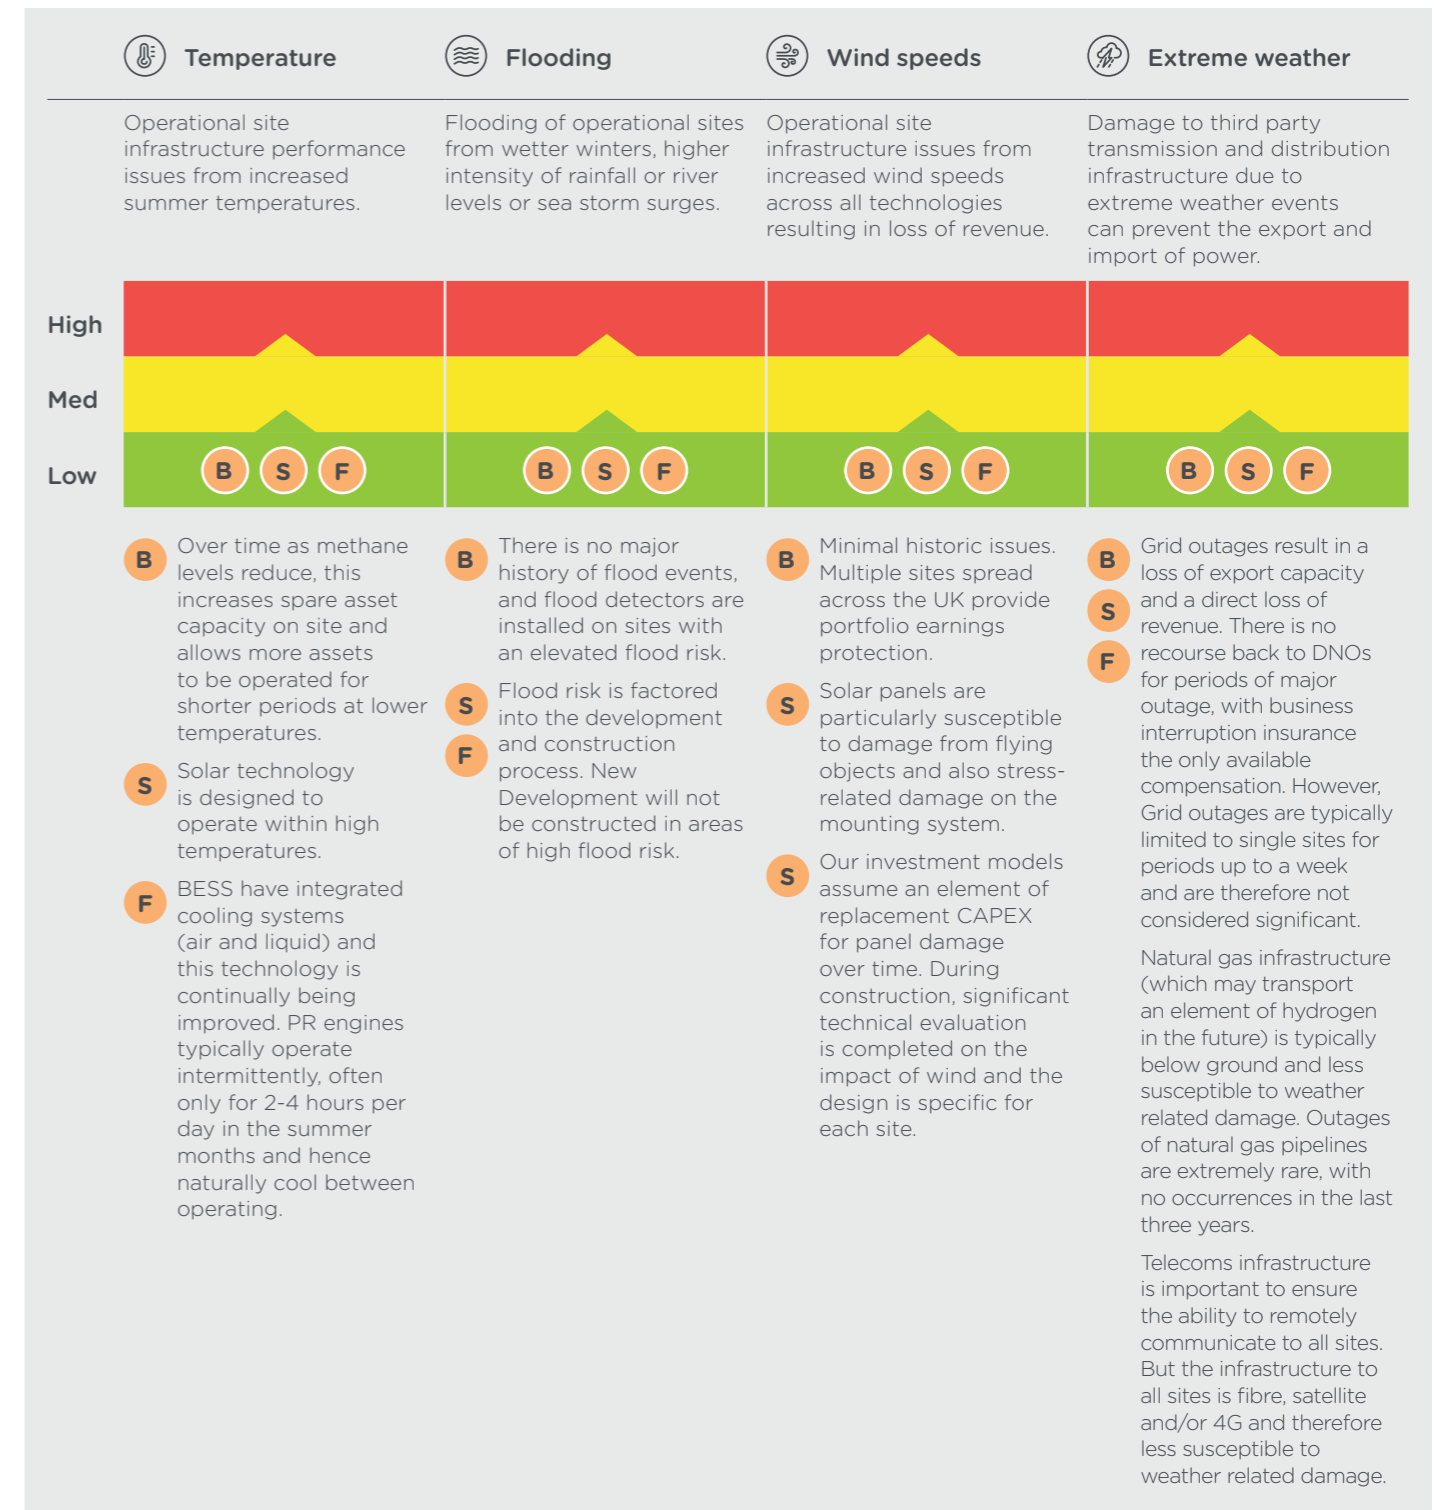 Temperature
Flooding
Wind speeds
Extreme weather
Operational site
infrastructure performance
issues from increased
summer temperatures.
Flooding of operational sites
from wetter winters, higher
intensity of rainfall or river
levels or sea storm surges.
Operational site
infrastructure issues from
increased wind speeds
across all technologies
resulting in loss of revenue.
Damage to third party
transmission and distribution
infrastructure due to
extreme weather events
can prevent the export and
import of power.
High
Med
Low
B S F
B S F
B S F
B S F
B
Over time as methane
levels reduce, this
increases spare asset
capacity on site and
allows more assets
to be operated for
shorter periods at lower
temperatures.
S
Solar technology
is designed to
operate within high
temperatures.
F
BESS have integrated
cooling systems
(air and liquid) and
this technology is
continually being
improved. PR engines
typically operate
intermittently, often
only for 2-4 hours per
day in the summer
months and hence
naturally cool between
operating.
B
There is no major
history of flood events,
and flood detectors are
installed on sites with
an elevated flood risk.
S
F
Flood risk is factored
into the development
and construction
process. New
Development will not
be constructed in areas
of high flood risk.
B
Minimal historic issues.
Multiple sites spread
across the UK provide
portfolio earnings
protection.
S
Solar panels are
particularly susceptible
to damage from flying
objects and also stress-
related damage on the
mounting system.
S
Our investment models
assume an element of
replacement CAPEX
for panel damage
over time. During
construction, significant
technical evaluation
is completed on the
impact of wind and the
design is specific for
each site.
B
S
F
Grid outages result in a
loss of export capacity
and a direct loss of
revenue. There is no
recourse back to DNOs
for periods of major
outage, with business
interruption insurance
the only available
compensation. However,
Grid outages are typically
limited to single sites for
periods up to a week
and are therefore not
considered significant.
Natural gas infrastructure
(which may transport
an element of hydrogen
in the future) is typically
below ground and less
susceptible to weather
related damage. Outages
of natural gas pipelines
are extremely rare, with
no occurrences in the last
three years.
Telecoms infrastructure
is important to ensure
the ability to remotely
communicate to all sites.
But the infrastructure to
all sites is fibre, satellite
and/or 4G and therefore
less susceptible to
weather related damage.